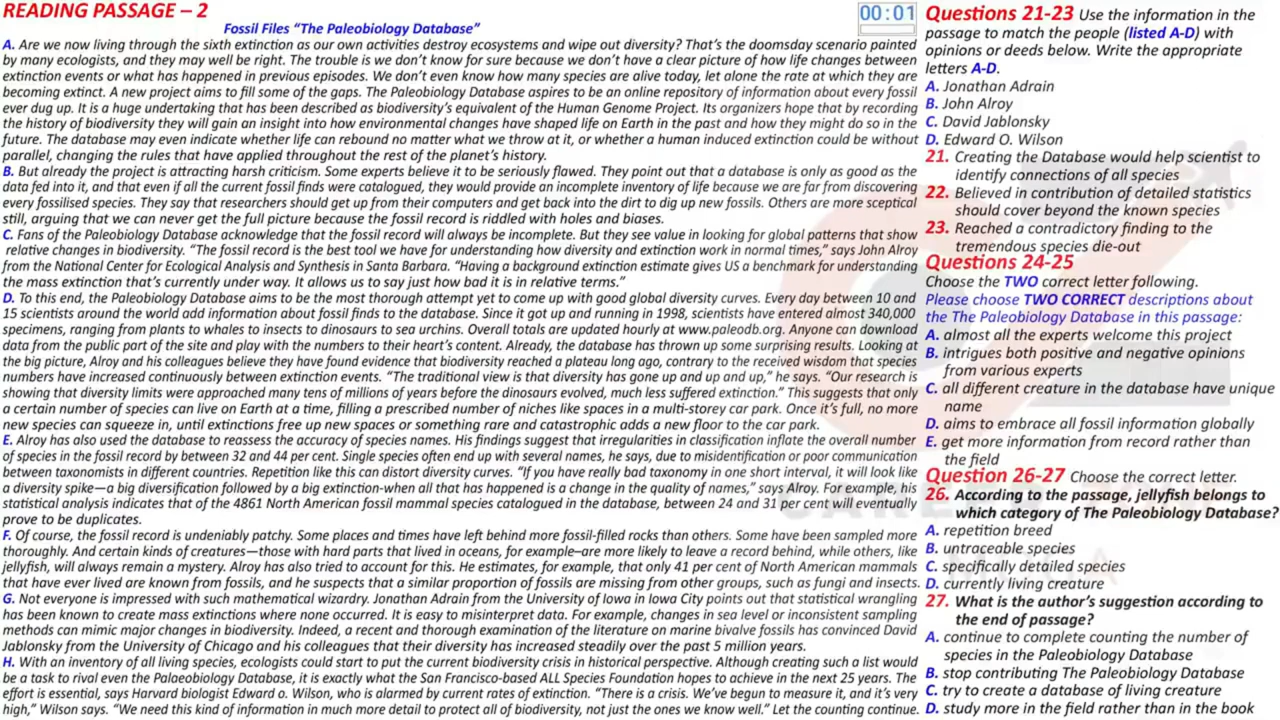 READING PASSAGE – 2
Fossil Files "The Paleobiology Database"
A. Are we now living through the sixth extinction as our own activities destroy ecosystems and wipe out diversity? That's the doomsday scenario painted
by many ecologists, and they may well be right. The trouble is we don't know for sure because we don't have a clear picture of how life changes between
extinction events or what has happened in previous episodes. We don't even know how many species are alive today, let alone the rate at which they are
becoming extinct. A new project aims to fill some of the gaps. The Paleobiology Database aspires to be an online repository of information about every fossil
ever dug up. It is a huge undertaking that has been described as biodiversity's equivalent of the Human Genome Project. Its organizers hope that by recording
the history of biodiversity they will gain an insight into how environmental changes have shaped life on Earth in the past and how they might do so in the
future. The database may even indicate whether life can rebound no matter what we throw at it, or whether a human induced extinction could be without
parallel, changing the rules that have applied throughout the rest of the planet's history.
B. But already the project is attracting harsh criticism. Some experts believe it to be seriously flawed. They point out that a database is only as good as the
data fed into it, and that even if all the current fossil finds were catalogued, they would provide an incomplete inventory of life because we are far from discovering
every fossilised species. They say that researchers should get up from their computers and get back into the dirt to dig up new fossils. Others are more sceptical
still, arguing that we can never get the full picture because the fossil record is riddled with holes and biases.
C. Fans of the Paleobiology Database acknowledge that the fossil record will always be incomplete. But they see value in looking for global patterns that show
relative changes in biodiversity. "The fossil record is the best tool we have for understanding how diversity and extinction work in normal times," says John Alroy
from the National Center for Ecological Analysis and Synthesis in Santa Barbara. "Having a background extinction estimate gives US a benchmark for understanding
the mass extinction that's currently under way. It allows us to say just how bad it is in relative terms."
D. To this end, the Paleobiology Database aims to be the most thorough attempt yet to come up with good global diversity curves. Every day between 10 and
15 scientists around the world add information about fossil finds to the database. Since it got up and running in 1998, scientists have entered almost 340,000
specimens, ranging from plants to whales to insects to dinosaurs to sea urchins. Overall totals are updated hourly at www.paleodb.org. Anyone can download
data from the public part of the site and play with the numbers to their heart's content. Already, the database has thrown up some surprising results. Looking at
the big picture, Alroy and his colleagues believe they have found evidence that biodiversity reached a plateau long ago, contrary to the received wisdom that species
numbers have increased continuously between extinction events. "The traditional view is that diversity has gone up and up and up," he says. "Our research is
showing that diversity limits were approached many tens of millions of years before the dinosaurs evolved, much less suffered extinction." This suggests that only
a certain number of species can live on Earth at a time, filling a prescribed number of niches like spaces in a multi-storey car park. Once it's full, no more
new species can squeeze in, until extinctions free up new spaces or something rare and catastrophic adds a new floor to the car park.
E. Alroy has also used the database to reassess the accuracy of species names. His findings suggest that irregularities in classification inflate the overall number
of species in the fossil record by between 32 and 44 per cent. Single species often end up with several names, he says, due to misidentification or poor communication
between taxonomists in different countries. Repetition like this can distort diversity curves. "If you have really bad taxonomy in one short interval, it will look like
a diversity spike—a big diversification followed by a big extinction-when all that has happened is a change in the quality of names," says Alroy. For example, his
statistical analysis indicates that of the 4861 North American fossil mammal species catalogued in the database, between 24 and 31 per cent will eventually
prove to be duplicates.
F. Of course, the fossil record is undeniably patchy. Some places and times have left behind more fossil-filled rocks than others. Some have been sampled more
thoroughly. And certain kinds of creatures—those with hard parts that lived in oceans, for example–are more likely to leave a record behind, while others, like
jellyfish, will always remain a mystery. Alroy has also tried to account for this. He estimates, for example, that only 41 per cent of North American mammals
that have ever lived are known from fossils, and he suspects that a similar proportion of fossils are missing from other groups, such as fungi and insects.
G. Not everyone is impressed with such mathematical wizardry. Jonathan Adrain from the University of Iowa in Iowa City points out that statistical wrangling
has been known to create mass extinctions where none occurred. It is easy to misinterpret data. For example, changes in sea level or inconsistent sampling
methods can mimic major changes in biodiversity. Indeed, a recent and thorough examination of the literature on marine bivalve fossils has convinced David
Jablonsky from the University of Chicago and his colleagues that their diversity has increased steadily over the past 5 million years.
H. With an inventory of all living species, ecologists could start to put the current biodiversity crisis in historical perspective. Although creating such a list would
be a task to rival even the Palaeobiology Database, it is exactly what the San Francisco-based ALL Species Foundation hopes to achieve in the next 25 years. The
effort is essential, says Harvard biologist Edward o. Wilson, who is alarmed by current rates of extinction. "There is a crisis. We've begun to measure it, and it's very
high," Wilson says. "We need this kind of information in much more detail to protect all of biodiversity, not just the ones we know well." Let the counting continue.
00:01
Questions 21-23 Use the information in the
passage to match the people (listed A-D) with
opinions or deeds below. Write the appropriate
letters A-D.
A. Jonathan Adrain
B. John Alroy
C. David Jablonsky
D. Edward O. Wilson
21. Creating the Database would help scientist to
identify connections of all species
22. Believed in contribution of detailed statistics
should cover beyond the known species
23. Reached a contradictory finding to the
tremendous species die-out
Questions 24-25
Choose the TWO correct letter following.
Please choose TWO CORRECT descriptions about
the The Paleobiology Database in this passage:
A. almost all the experts welcome this project
B. intrigues both positive and negative opinions
from various experts
C. all different creature in the database have unique
name
D. aims to embrace all fossil information globally
E. get more information from record rather than
the field
Question 26-27 Choose the correct letter.
26. According to the passage, jellyfish belongs to
which category of The Paleobiology Database?
A. repetition breed
B. untraceable species
C. specifically detailed species
D. currently living creature
27. What is the author's suggestion according to
the end of passage?
A. continue to complete counting the number of
species in the Paleobiology Database
B. stop contributing The Paleobiology Database
C. try to create a database of living creature
D. study more in the field rather than in the book